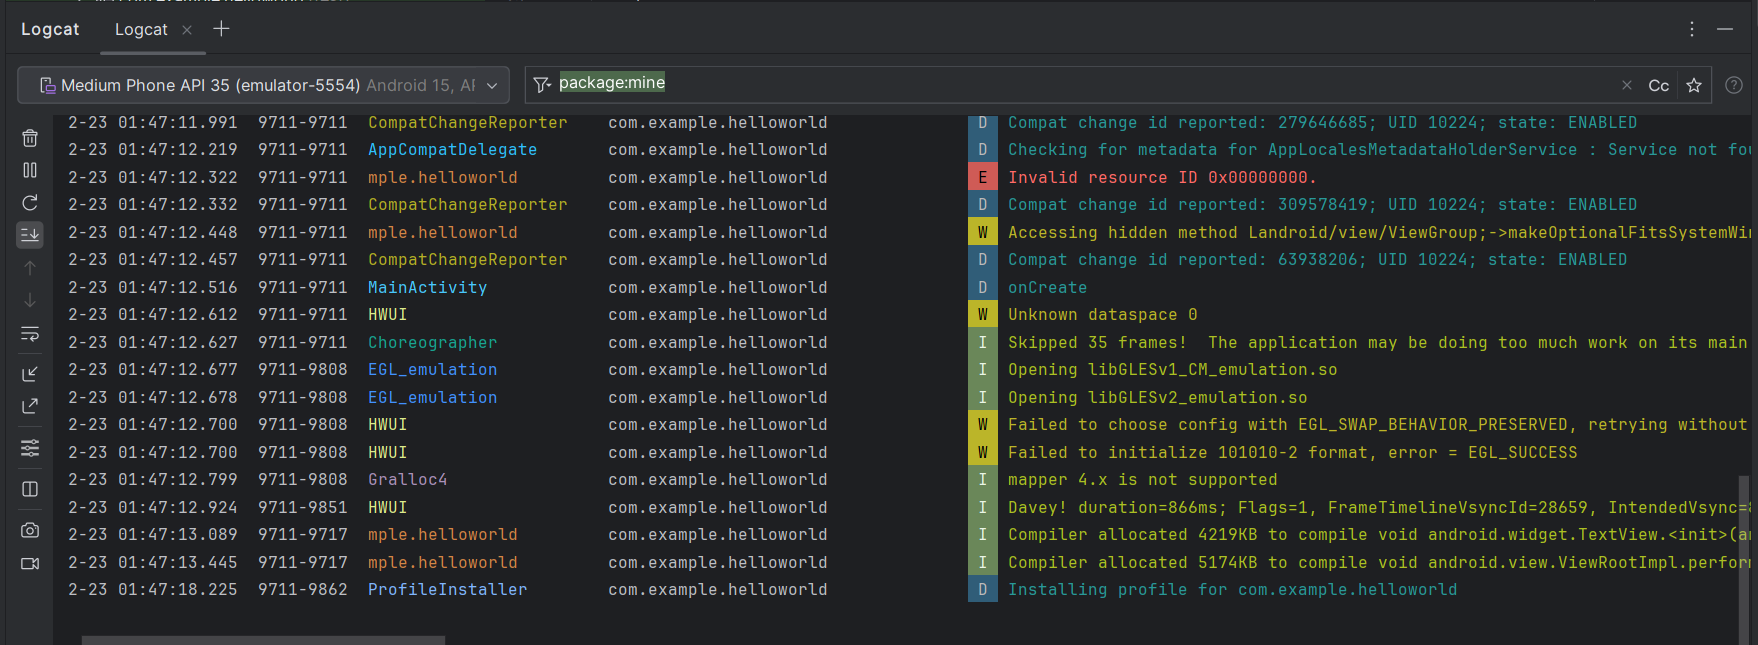 Logcat Logcat
Medium Phone API 35 (emulator-5554) Android 15, AP package:mine Cc ?
2-23 01:47:11.991 9711-9711 CompatChangeReporter com.example.helloworld D Compat change id reported: 279646685; UID 10224; state: ENABLED
2-23 01:47:12.219 9711-9711 AppCompatDelegate com.example.helloworld D Checking for metadata for AppLocalesMetadataHolderService : Service not fou
2-23 01:47:12.322 9711-9711 mple.helloworld com.example.helloworld E Invalid resource ID 0x00000000.
2-23 01:47:12.332 9711-9711 CompatChangeReporter com.example.helloworld D Compat change id reported: 309578419; UID 10224; state: ENABLED
2-23 01:47:12.448 9711-9711 mple.helloworld com.example.helloworld W Accessing hidden method Landroid/view/ViewGroup;->makeOptionalFitsSystemWin
2-23 01:47:12.457 9711-9711 CompatChangeReporter com.example.helloworld D Compat change id reported: 63938206; UID 10224; state: ENABLED
2-23 01:47:12.516 9711-9711 MainActivity com.example.helloworld D onCreate
2-23 01:47:12.612 9711-9711 HWUI com.example.helloworld W Unknown dataspace 0
2-23 01:47:12.627 9711-9711 Choreographer com.example.helloworld I Skipped 35 frames!  The application may be doing too much work on its main
2-23 01:47:12.677 9711-9808 EGL_emulation com.example.helloworld I Opening libGLESv1_CM_emulation.so
2-23 01:47:12.678 9711-9808 EGL_emulation com.example.helloworld I Opening libGLESv2_emulation.so
2-23 01:47:12.700 9711-9808 HWUI com.example.helloworld W Failed to choose config with EGL_SWAP_BEHAVIOR_PRESERVED, retrying without
2-23 01:47:12.700 9711-9808 HWUI com.example.helloworld W Failed to initialize 101010-2 format, error = EGL_SUCCESS
2-23 01:47:12.799 9711-9808 Gralloc4 com.example.helloworld I mapper 4.x is not supported
2-23 01:47:12.924 9711-9851 HWUI com.example.helloworld I Davey! duration=866ms; Flags=1, FrameTimelineVsyncId=28659, IntendedVsync=
2-23 01:47:13.089 9711-9717 mple.helloworld com.example.helloworld I Compiler allocated 4219KB to compile void android.widget.TextView.<init>(an
2-23 01:47:13.445 9711-9717 mple.helloworld com.example.helloworld I Compiler allocated 5174KB to compile void android.view.ViewRootImpl.perfor
2-23 01:47:18.225 9711-9862 ProfileInstaller com.example.helloworld D Installing profile for com.example.helloworld